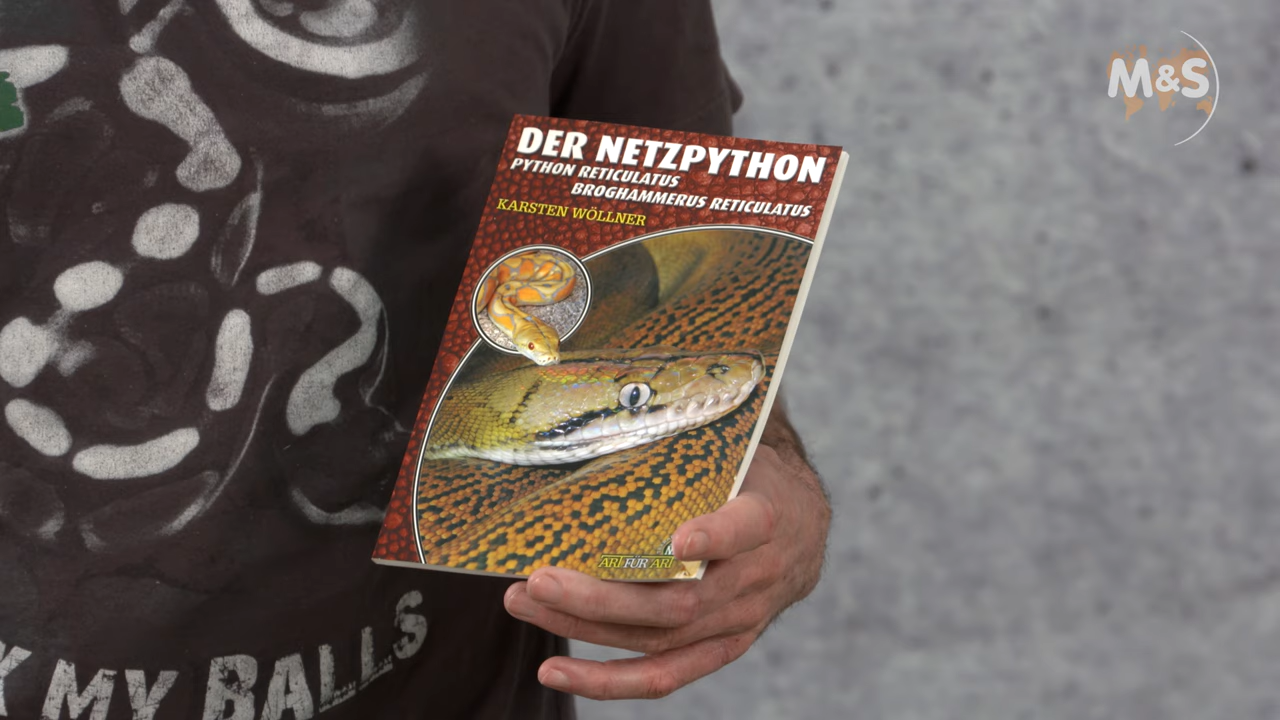 M&S
DER NETZPYTHON
PYTHON RETICULATUS
BROGHAMMERUS RETICULATUS
KARSTEN WÖLLNER
ART FÜR ART
MY BALLS